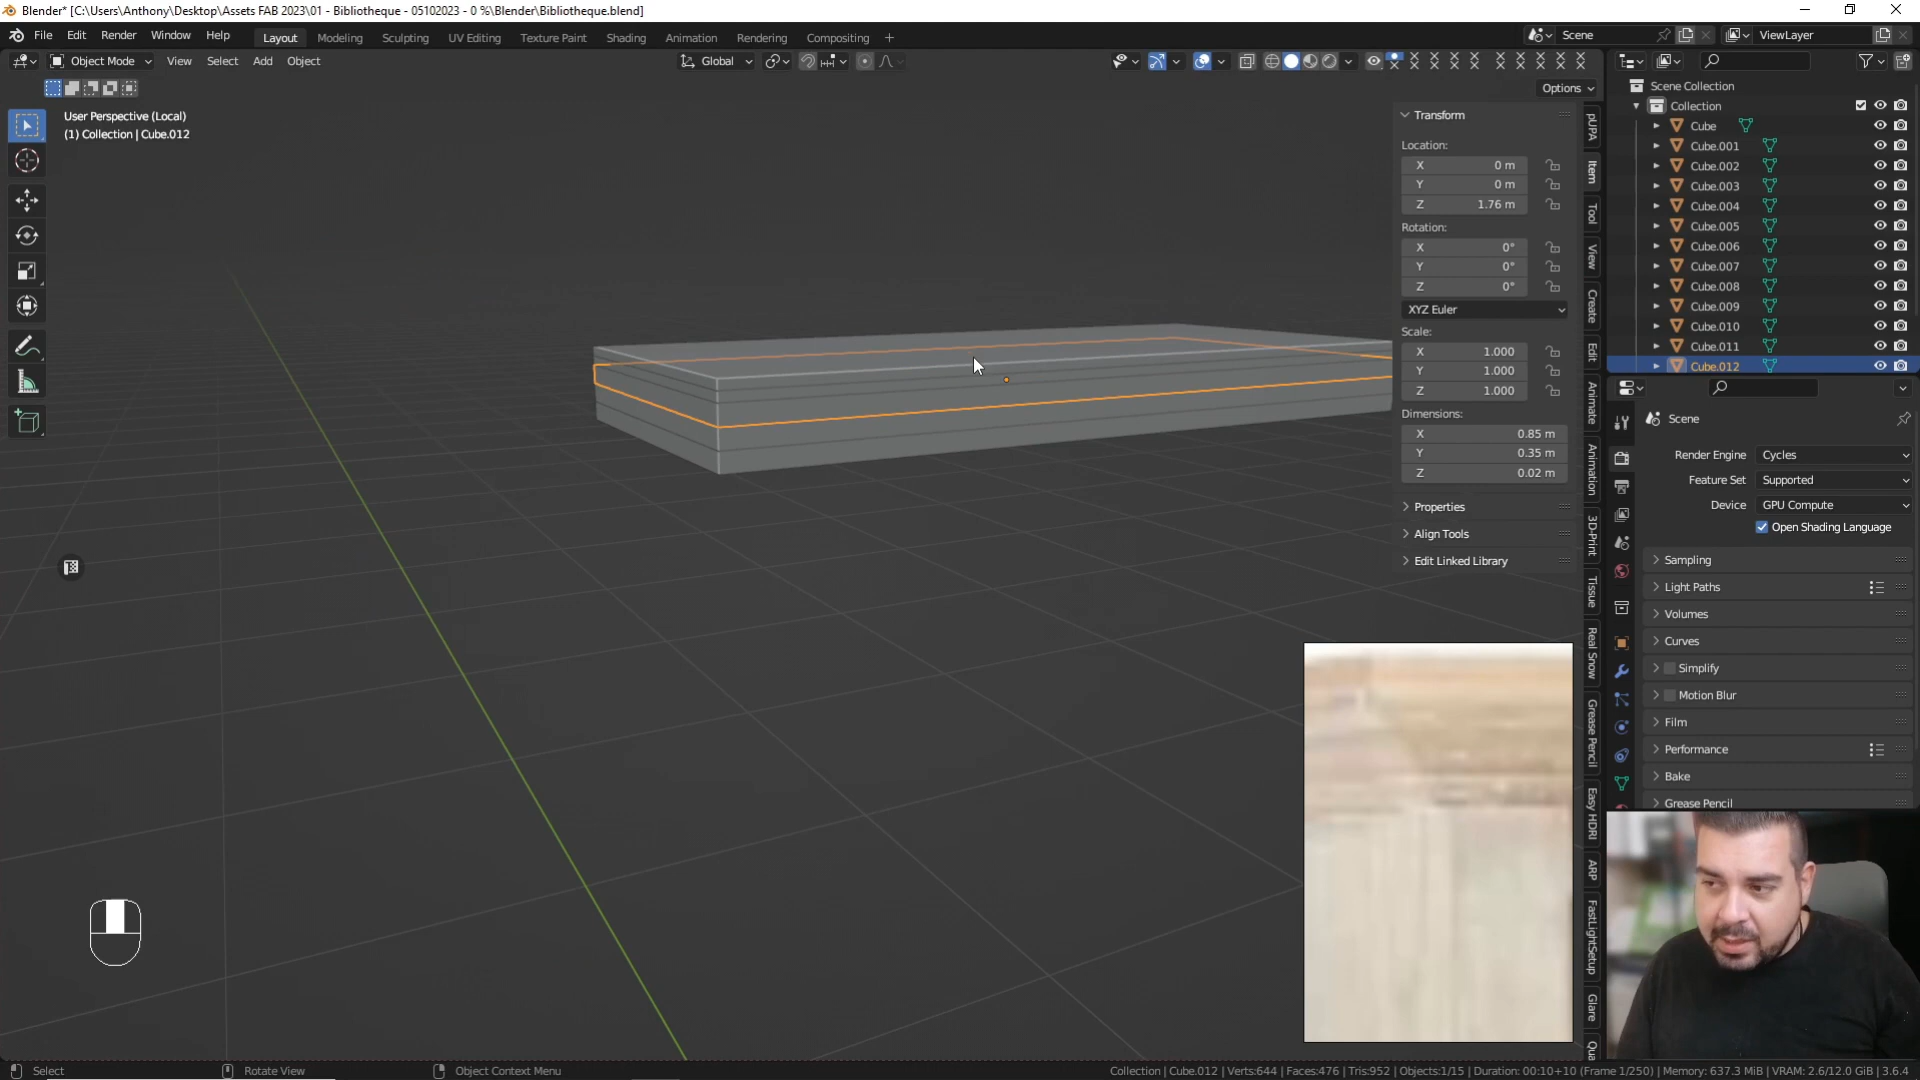 Blender* [C:\Users\Anthony\Desktop\Assets FAB 2023\01 - Bibliotheque - 05102023 - 0 %\Blender\Bibliotheque.blend]
File Edit Render Window Help Layout Modeling Sculpting UV Editing Texture Paint Shading Animation Rendering Compositing + Scene ViewLayer
Object Mode View Select Add Object Global
Options
User Perspective (Local)
(1) Collection | Cube.012
Transform
Location:
X 0 m
Y 0 m
Z 1.76 m
Rotation:
X 0°
Y 0°
Z 0°
XYZ Euler
Scale:
X 1.000
Y 1.000
Z 1.000
Dimensions:
X 0.85 m
Y 0.35 m
Z 0.02 m
Properties
Align Tools
Edit Linked Library
pUPA
Item
Tool
View
Create
Edit
Animate
Animation
3D-Print
Tissue
Real Snow
Grease Pencil
Easy HDRI
ARP
FastLightSetup
Glare
Qua
Scene Collection
Collection
Cube
Cube.001
Cube.002
Cube.003
Cube.004
Cube.005
Cube.006
Cube.007
Cube.008
Cube.009
Cube.010
Cube.011
Cube.012
Scene
Render Engine Cycles
Feature Set Supported
Device GPU Compute
Open Shading Language
Sampling
Light Paths
Volumes
Curves
Simplify
Motion Blur
Film
Performance
Bake
Grease Pencil
Select Rotate View Object Context Menu
Collection | Cube.012 | Verts:644 | Faces:476 | Tris:952 | Objects:1/15 | Duration: 00:10+10 (Frame 1/250) | Memory: 637.3 MiB | VRAM: 2.6/12.0 GiB | 3.6.4